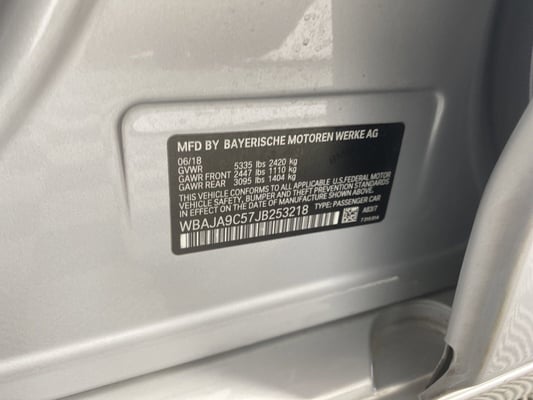 MFD BY BAYERISCHE MOTOREN WERKE AG
06/18
GVWR 5335 lbs 2420 kg
GAWR FRONT 2447 lbs 1110 kg
GAWR REAR 3095 lbs 1404 kg
THIS VEHICLE CONFORMS TO ALL APPLICABLE U.S.FEDERAL MOTOR
VEHICLE SAFETY, BUMPER, AND THEFT PREVENTION STANDARDS
IN EFFECT ON THE DATE OF MANUFACTURE SHOWN ABOVE.
WBAJA9C57JB253218 TYPE: PASSENGER CAR